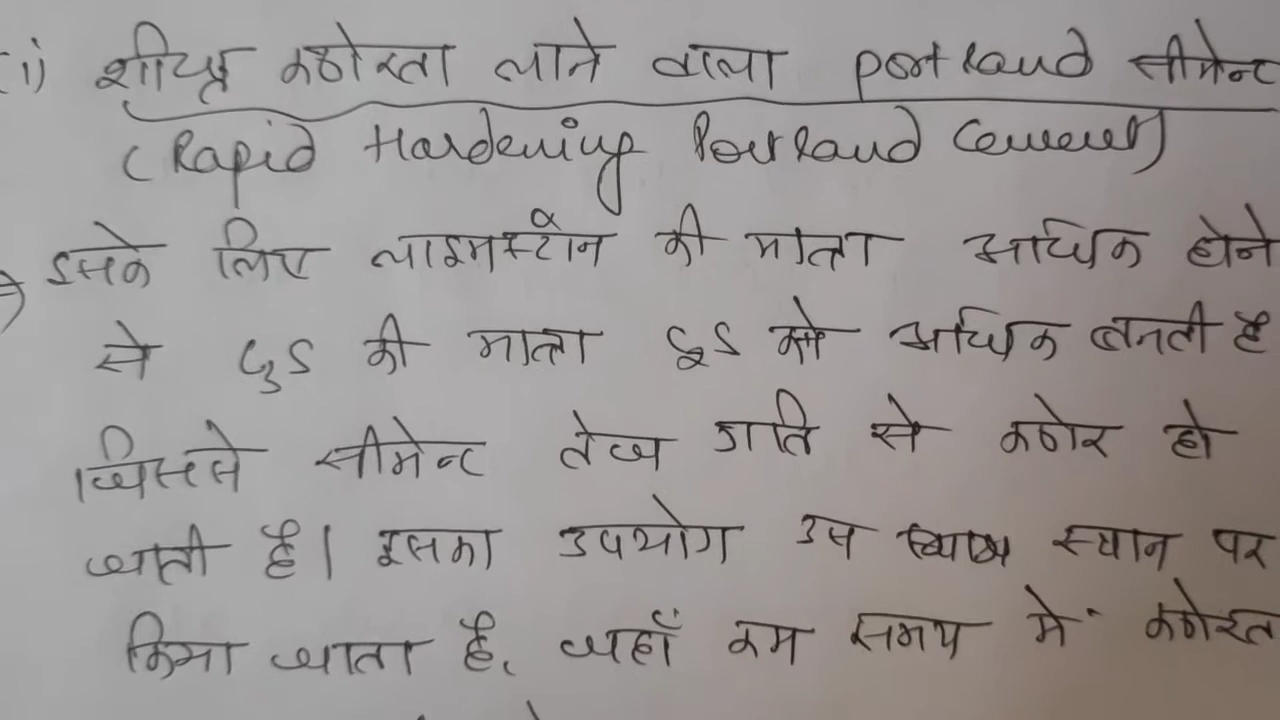 (i) शीघ्र कठोरता लाने वाला portland सीमेन्ट
(Rapid Hardening Portland Cement)
⇒ इसके लिए लाइमस्टोन की मात्रा अधिक होने
से C3S की मात्रा C2S को अधिक बनती है
जिससे सीमेन्ट तेज गति से कठोर हो
जाती है। इसका उपयोग उस स्थान पर
किया जाता है, जहाँ कम समय में कठोरत